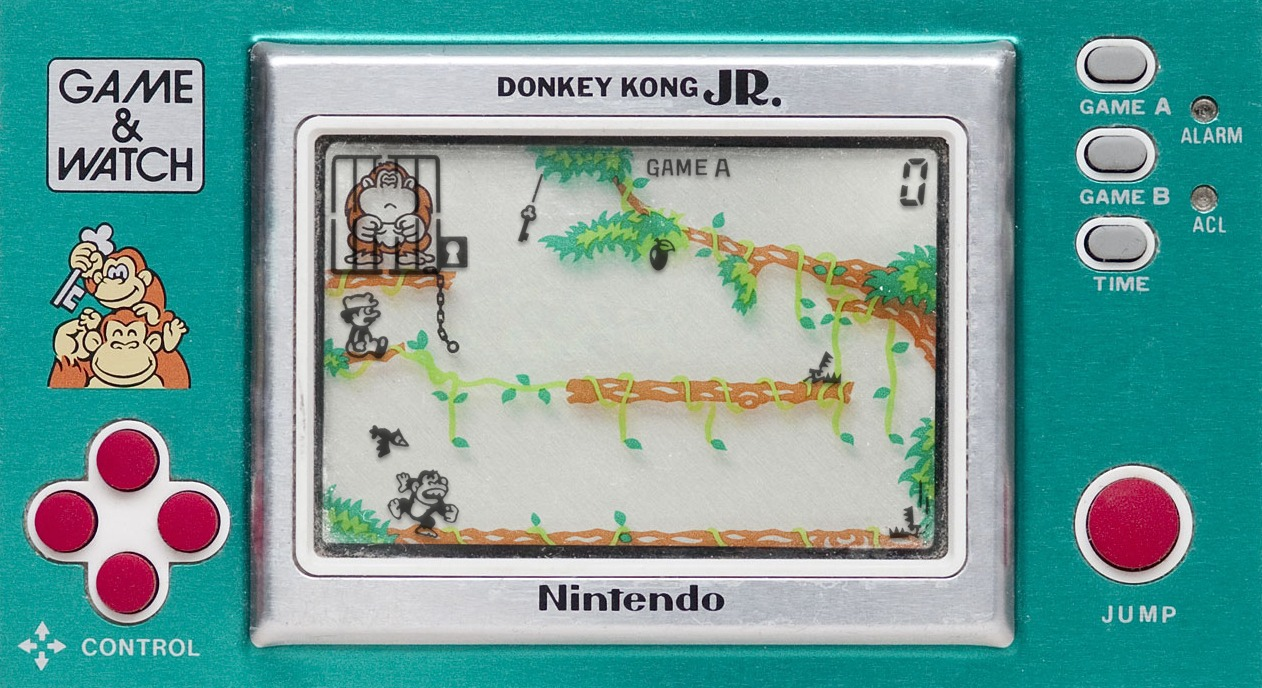 GAME
&
WATCH
DONKEY KONG JR.
GAME A
0
GAME A
ALARM
GAME B
ACL
TIME
Nintendo
CONTROL
JUMP